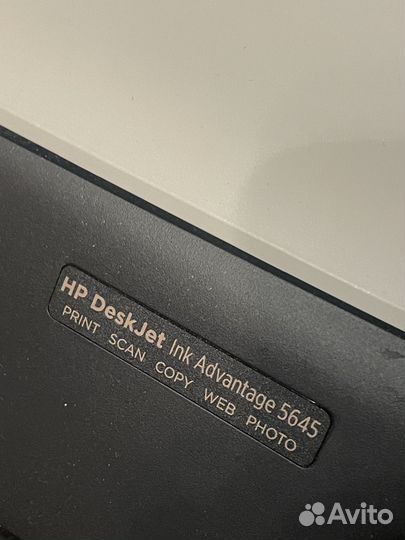 HP DeskJet Ink Advantage 5645
PRINT SCAN COPY WEB PHOTO
Avito